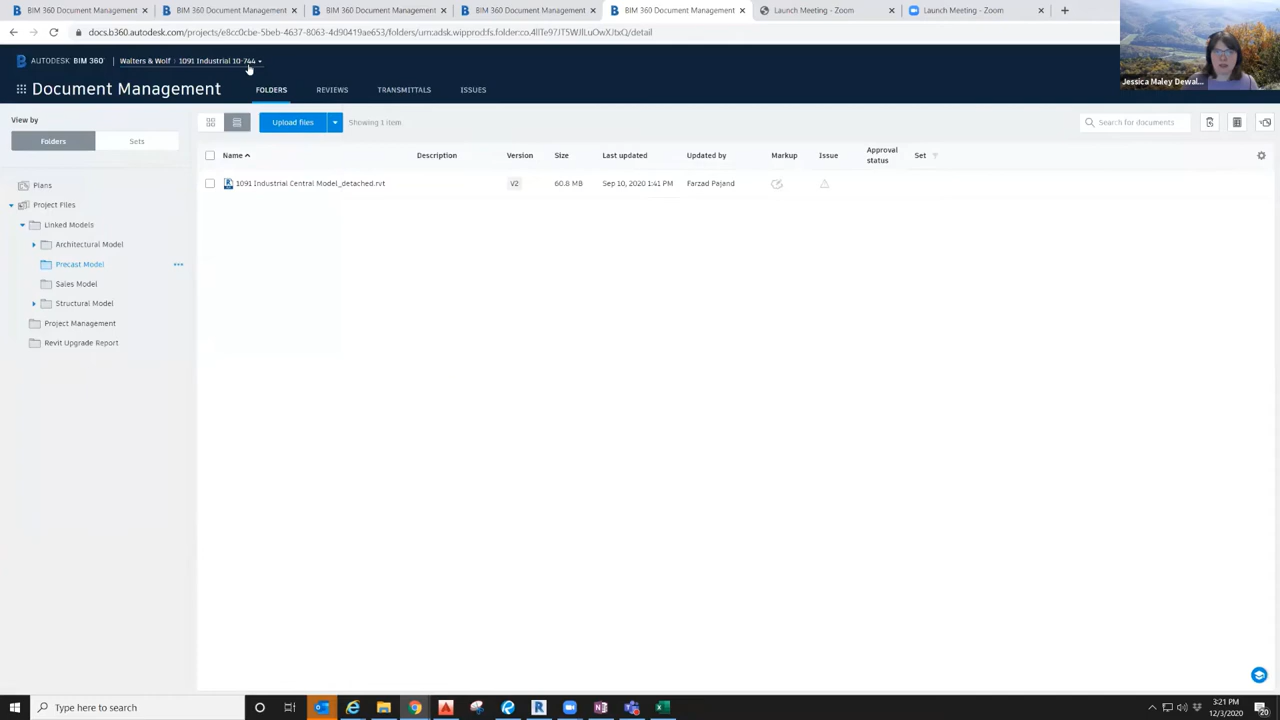 BIM 360 Document Management
BIM 360 Document Management
BIM 360 Document Management
BIM 360 Document Management
BIM 360 Document Management
Launch Meeting - Zoom
Launch Meeting - Zoom
docs.b360.autodesk.com/projects/e8cc0cbe-5beb-4637-8063-4d90419ae653/folders/urn:adsk.wipprod:fs.folder:co.4lITe97JT5WJlLuOwXJtxQ/detail
Jessica Maley Dewal...
AUTODESK BIM 360
Walters & Wolf
1091 Industrial 10-744
Document Management
FOLDERS
REVIEWS
TRANSMITTALS
ISSUES
View by
Folders
Sets
Upload files
Showing 1 item
Search for documents
Name
Description
Version
Size
Last updated
Updated by
Markup
Issue
Approval
status
Set
1091 Industrial Central Model_detached.rvt
V2
60.8 MB
Sep 10, 2020 1:41 PM
Farzad Pajand
Plans
Project Files
Linked Models
Architectural Model
Precast Model
Sales Model
Structural Model
Project Management
Revit Upgrade Report
Type here to search
3:21 PM
12/3/2020
20